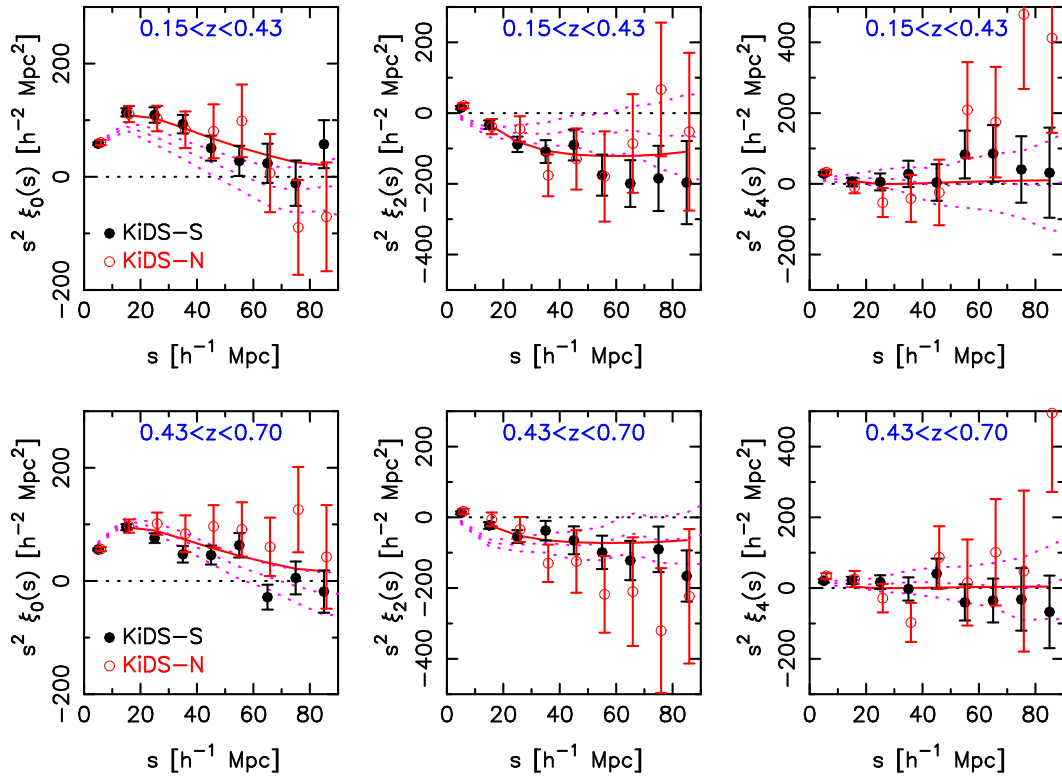 0.15<z<0.43
200
0
−200
s² ξ₀(s) [h⁻² Mpc²]
KiDS−S
KiDS−N
0 20 40 60 80
s [h⁻¹ Mpc]
0.15<z<0.43
200
0
−200
−400
s² ξ₂(s) [h⁻² Mpc²]
0 20 40 60 80
s [h⁻¹ Mpc]
0.15<z<0.43
400
200
0
−200
s² ξ₄(s) [h⁻² Mpc²]
0 20 40 60 80
s [h⁻¹ Mpc]
0.43<z<0.70
200
0
−200
s² ξ₀(s) [h⁻² Mpc²]
KiDS−S
KiDS−N
0 20 40 60 80
s [h⁻¹ Mpc]
0.43<z<0.70
200
0
−200
−400
s² ξ₂(s) [h⁻² Mpc²]
0 20 40 60 80
s [h⁻¹ Mpc]
0.43<z<0.70
400
200
0
−200
s² ξ₄(s) [h⁻² Mpc²]
0 20 40 60 80
s [h⁻¹ Mpc]